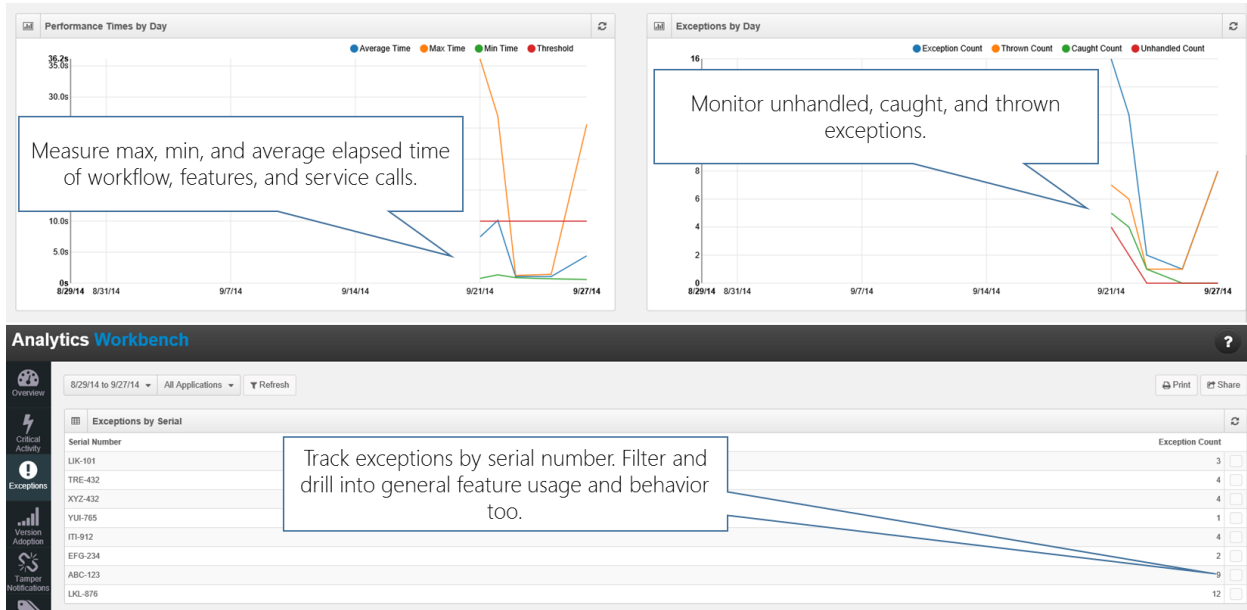 Performance Times by Day
Average Time Max Time Min Time Threshold
36.2s
35.0s
30.0s
Measure max, min, and average elapsed time
of workflow, features, and service calls.
10.0s
5.0s
0s
8/29/14 8/31/14 9/7/14 9/14/14 9/21/14 9/27/14
Exceptions by Day
Exception Count Thrown Count Caught Count Unhandled Count
16
Monitor unhandled, caught, and thrown
exceptions.
8
6
4
2
0
8/29/14 8/31/14 9/7/14 9/14/14 9/21/14 9/27/14
Analytics Workbench ?
Overview
Critical
Activity
Exceptions
Version
Adoption
Tamper
Notifications
8/29/14 to 9/27/14 All Applications Refresh Print Share
Exceptions by Serial
Serial Number Exception Count
LIK-101 3
TRE-432 4
XYZ-432 4
YUI-765 1
ITI-912 4
EFG-234 2
ABC-123 9
LKL-876 12
Track exceptions by serial number. Filter and
drill into general feature usage and behavior
too.